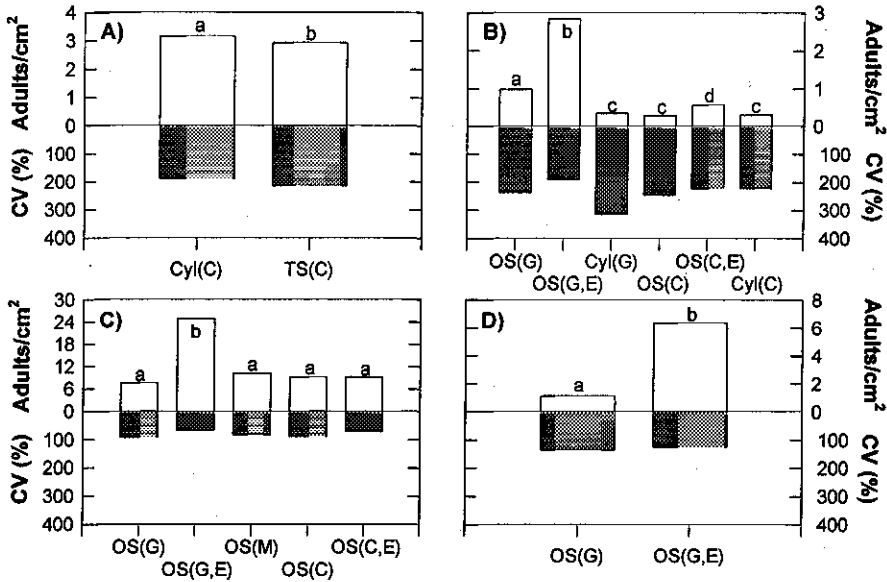 A)
Adults/cm²
CV (%)
4
3
2
1
0
100
200
300
400
a
b
Cyl(C)
TS(C)
B)
a
b
c
c
d
c
3
2
1
0
100
200
300
400
Adults/cm²
CV (%)
OS(G)
Cyl(G)
OS(C,E)
OS(G,E)
OS(C)
Cyl(C)
C)
Adults/cm²
CV (%)
30
24
18
12
6
0
100
200
300
400
a
b
a
a
a
OS(G)
OS(M)
OS(C,E)
OS(G,E)
OS(C)
D)
a
b
8
6
4
2
0
100
200
300
400
Adults/cm²
CV (%)
OS(G)
OS(G,E)